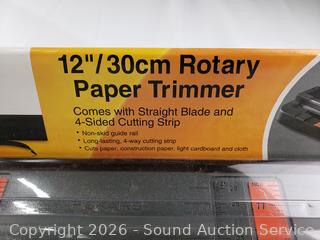 12"/30cm Rotary
Paper Trimmer
Comes with Straight Blade and
4-Sided Cutting Strip
• Non-skid guide rail
• Long-lasting, 4-way cutting strip
• Cuts paper, construction paper, light cardboard and cloth
11
Copyright 2026 - Sound Auction Service